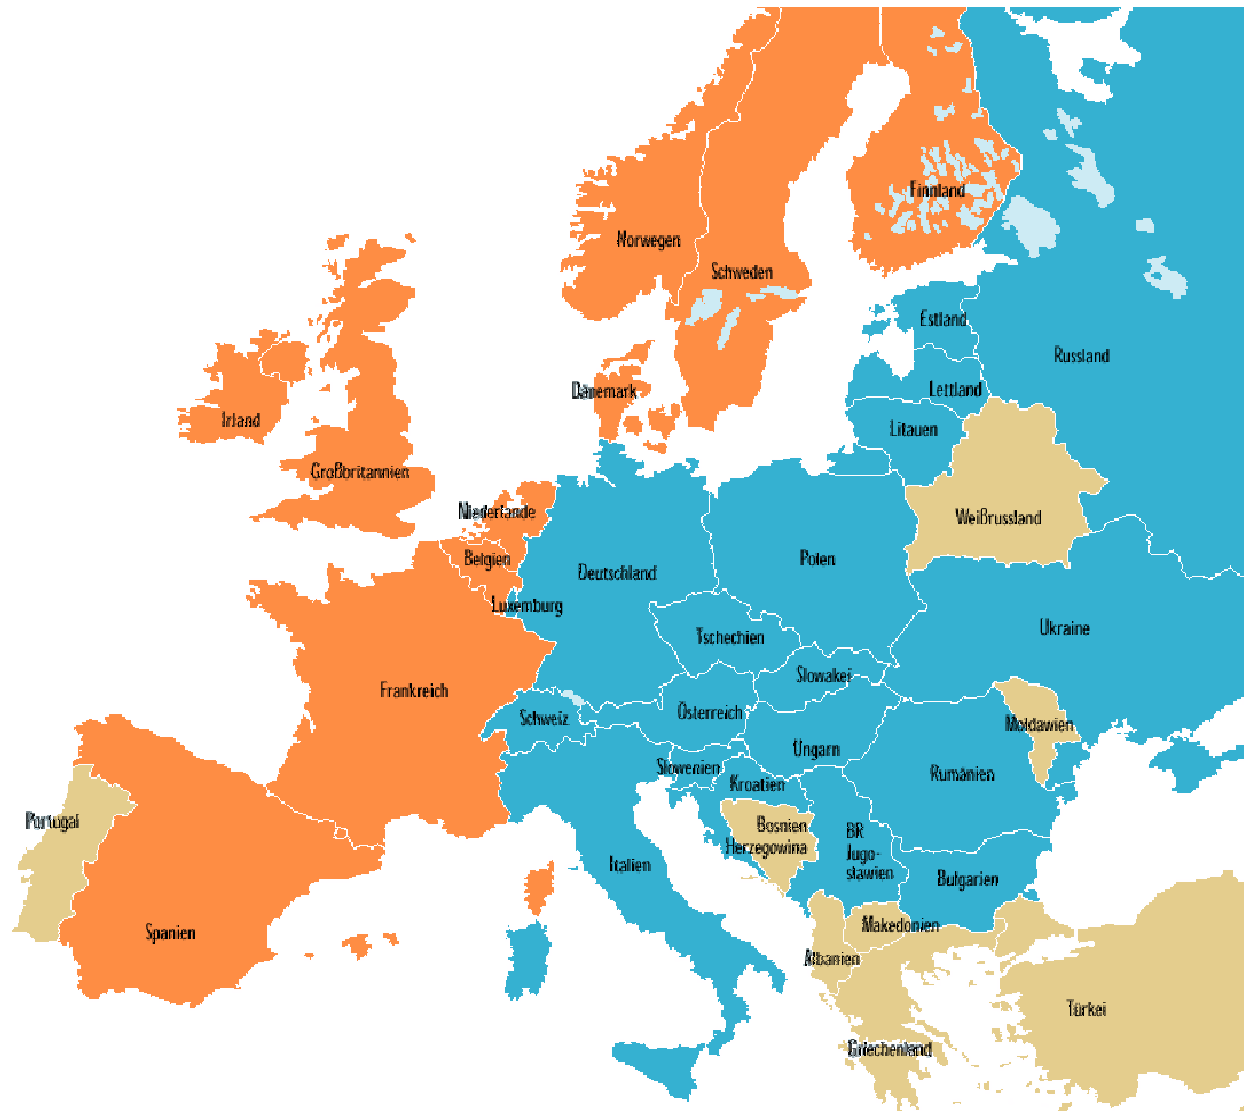 Finnland
Norwegen
Schweden
Estland
Russland
Lettland
Dänemark
Irland
Litauen
Großbritannien
Niederlande
Weißrussland
Belgien
Polen
Deutschland
Luxemburg
Ukraine
Tschechien
Slowakei
Frankreich
Österreich
Schweiz
Moldawien
Ungarn
Slowenien
Rumänien
Kroatien
Portugal
Bosnien
Herzegowina
BR
Jugo-
slawien
Italien
Bulgarien
Makedonien
Spanien
Albanien
Türkei
Griechenland